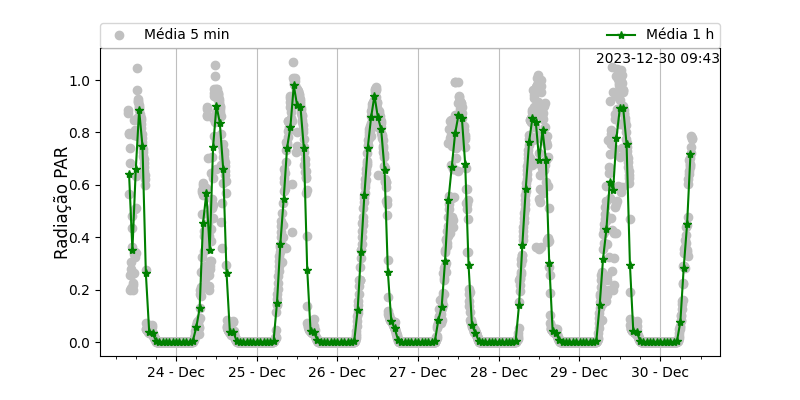 Média 5 min
Média 1 h
2023-12-30 09:43
Radiação PAR
1.0
0.8
0.6
0.4
0.2
0.0
24 - Dec
25 - Dec
26 - Dec
27 - Dec
28 - Dec
29 - Dec
30 - Dec